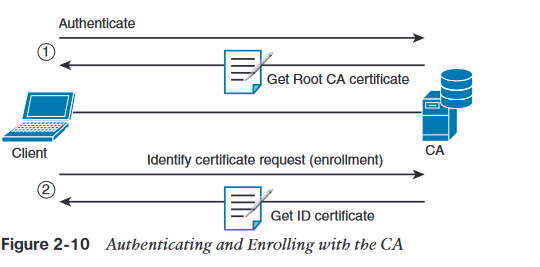 Authenticate
1
Get Root CA certificate
Client
CA
Identify certificate request (enrollment)
2
Get ID certificate
Figure 2-10 Authenticating and Enrolling with the CA